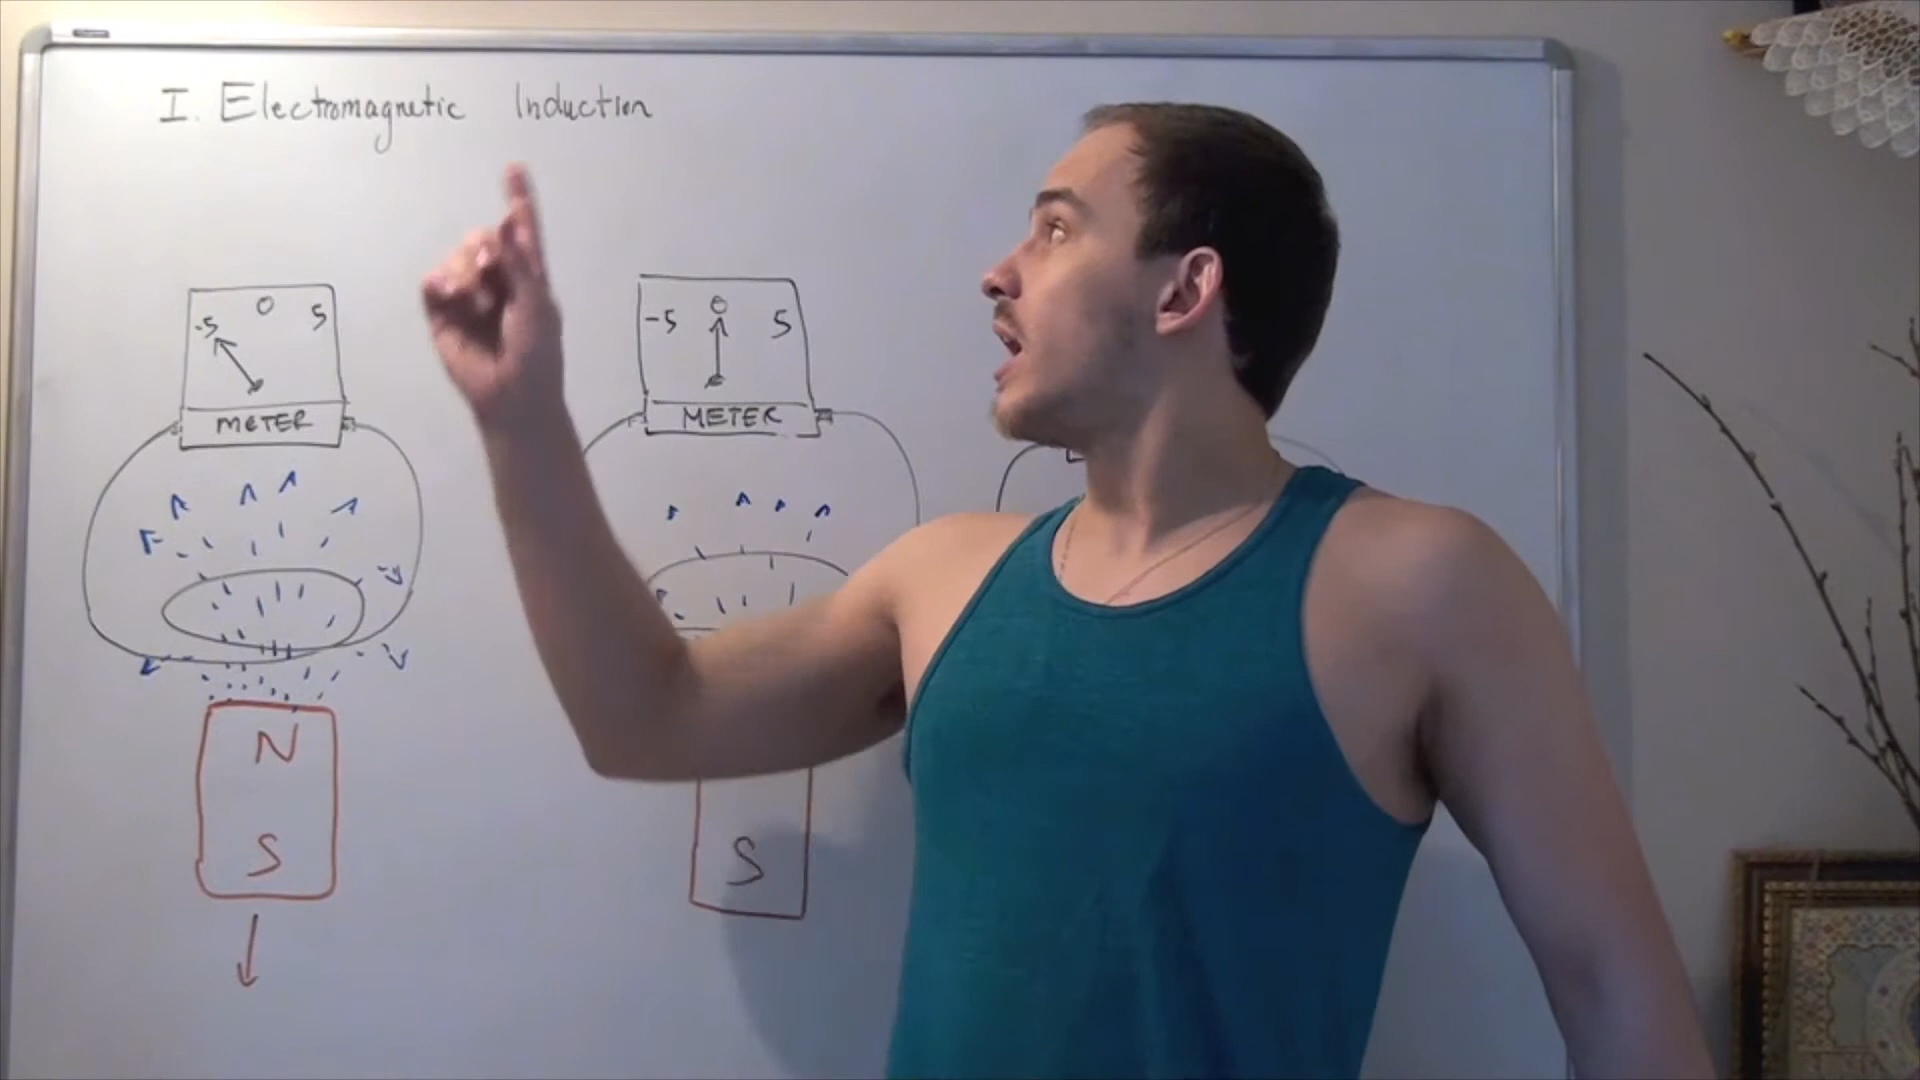 I. Electromagnetic Induction
-5 0 5
METER
N
S
-5 0 5
METER
S